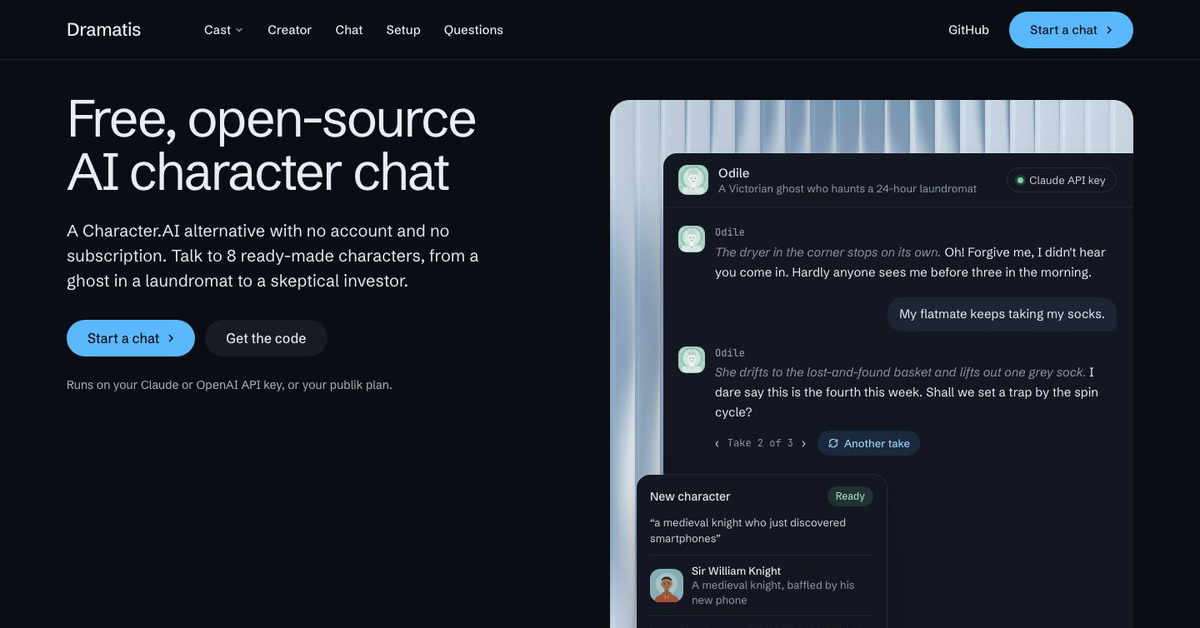 Dramatis
Cast
Creator
Chat
Setup
Questions
GitHub
Start a chat
Free, open-source
AI character chat
A Character.AI alternative with no account and no
subscription. Talk to 8 ready-made characters, from a
ghost in a laundromat to a skeptical investor.
Start a chat
Get the code
Runs on your Claude or OpenAI API key, or your publik plan.
Odile
A Victorian ghost who haunts a 24-hour laundromat
Claude API key
Odile
The dryer in the corner stops on its own. Oh! Forgive me, I didn't hear
you come in. Hardly anyone sees me before three in the morning.
My flatmate keeps taking my socks.
Odile
She drifts to the lost-and-found basket and lifts out one grey sock. I
dare say this is the fourth this week. Shall we set a trap by the spin
cycle?
‹ Take 2 of 3 ›
Another take
New character
Ready
“a medieval knight who just discovered
smartphones”
Sir William Knight
A medieval knight, baffled by his
new phone